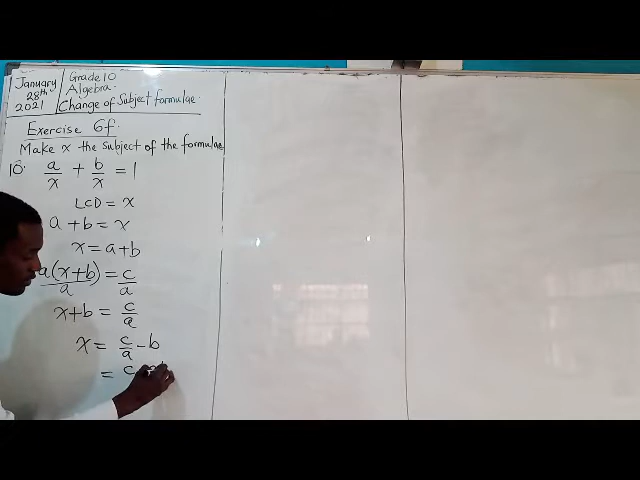 January
28th
2021
Grade 10
Algebra.
Change of Subject formulae.
Exercise 6f.
Make x the subject of the formulae
10. a/x + b/x = 1
LCD = x
a + b = x
x = a + b
a(x+b)/a = c/a
x+b = c/a
x = c/a - b
= c